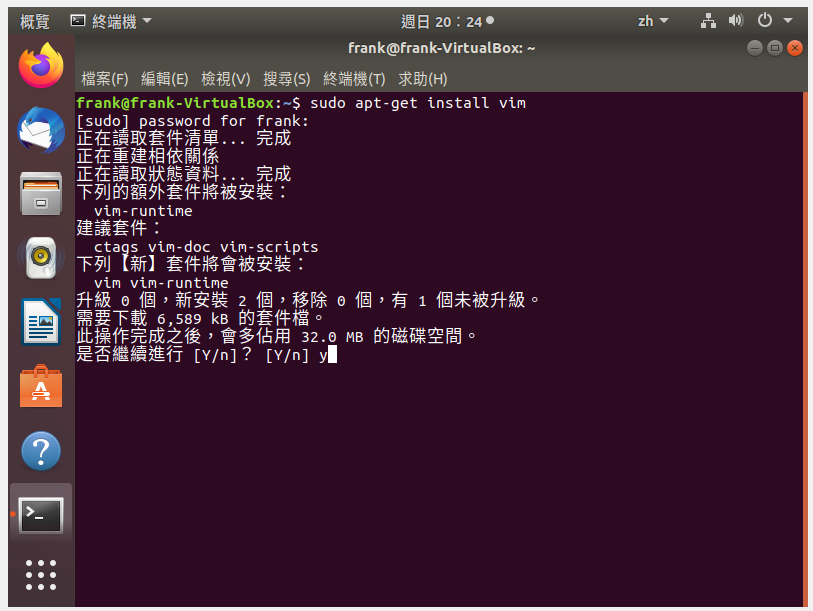 概覽 終端機 週日 20：24 zh
frank@frank-VirtualBox: ~
檔案(F) 編輯(E) 檢視(V) 搜尋(S) 終端機(T) 求助(H)
frank@frank-VirtualBox:~$ sudo apt-get install vim
[sudo] password for frank:
正在讀取套件清單... 完成
正在重建相依關係
正在讀取狀態資料... 完成
下列的額外套件將被安裝：
vim-runtime
建議套件：
ctags vim-doc vim-scripts
下列【新】套件將會被安裝：
vim vim-runtime
升級 0 個，新安裝 2 個，移除 0 個，有 1 個未被升級。
需要下載 6,589 kB 的套件檔。
此操作完成之後，會多佔用 32.0 MB 的磁碟空間。
是否繼續進行 [Y/n]？ [Y/n] y